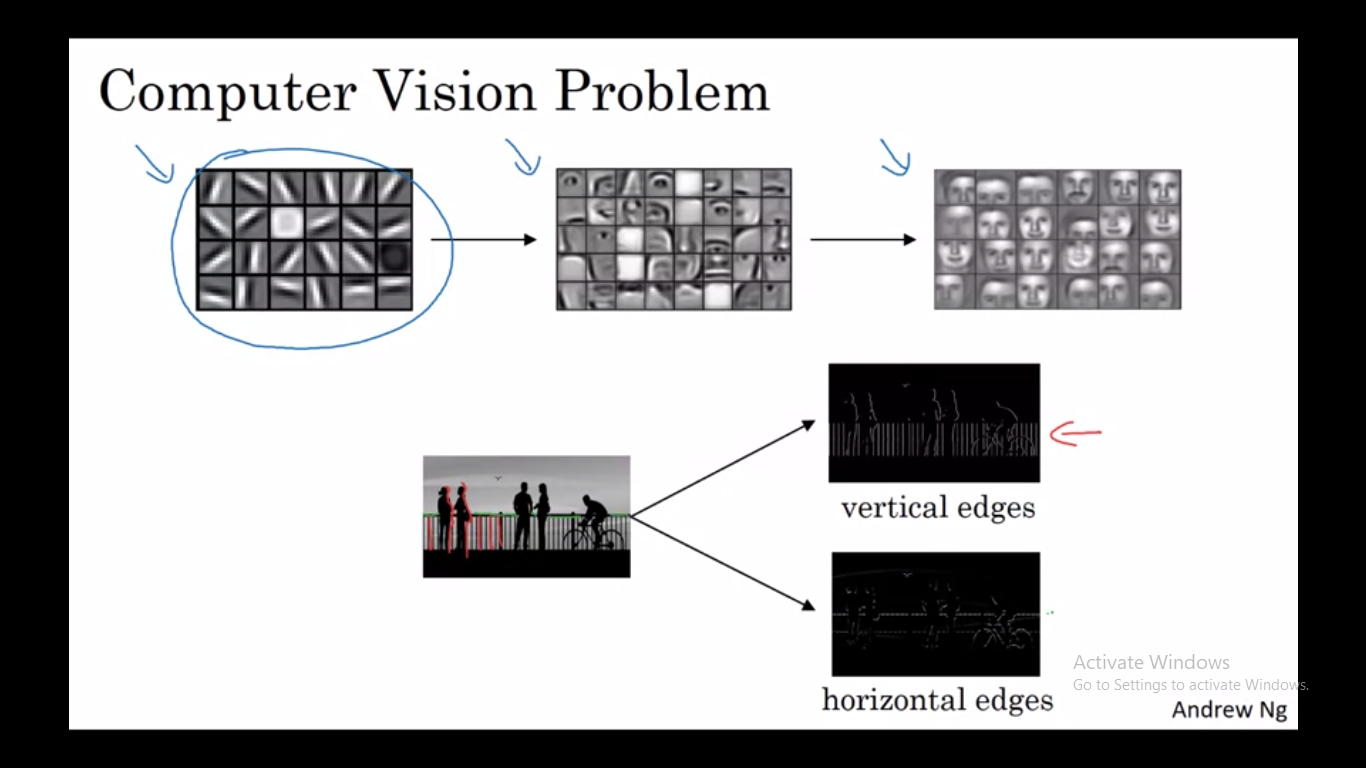 Computer Vision Problem
vertical edges
horizontal edges
Activate Windows
Go to Settings to activate Windows.
Andrew Ng